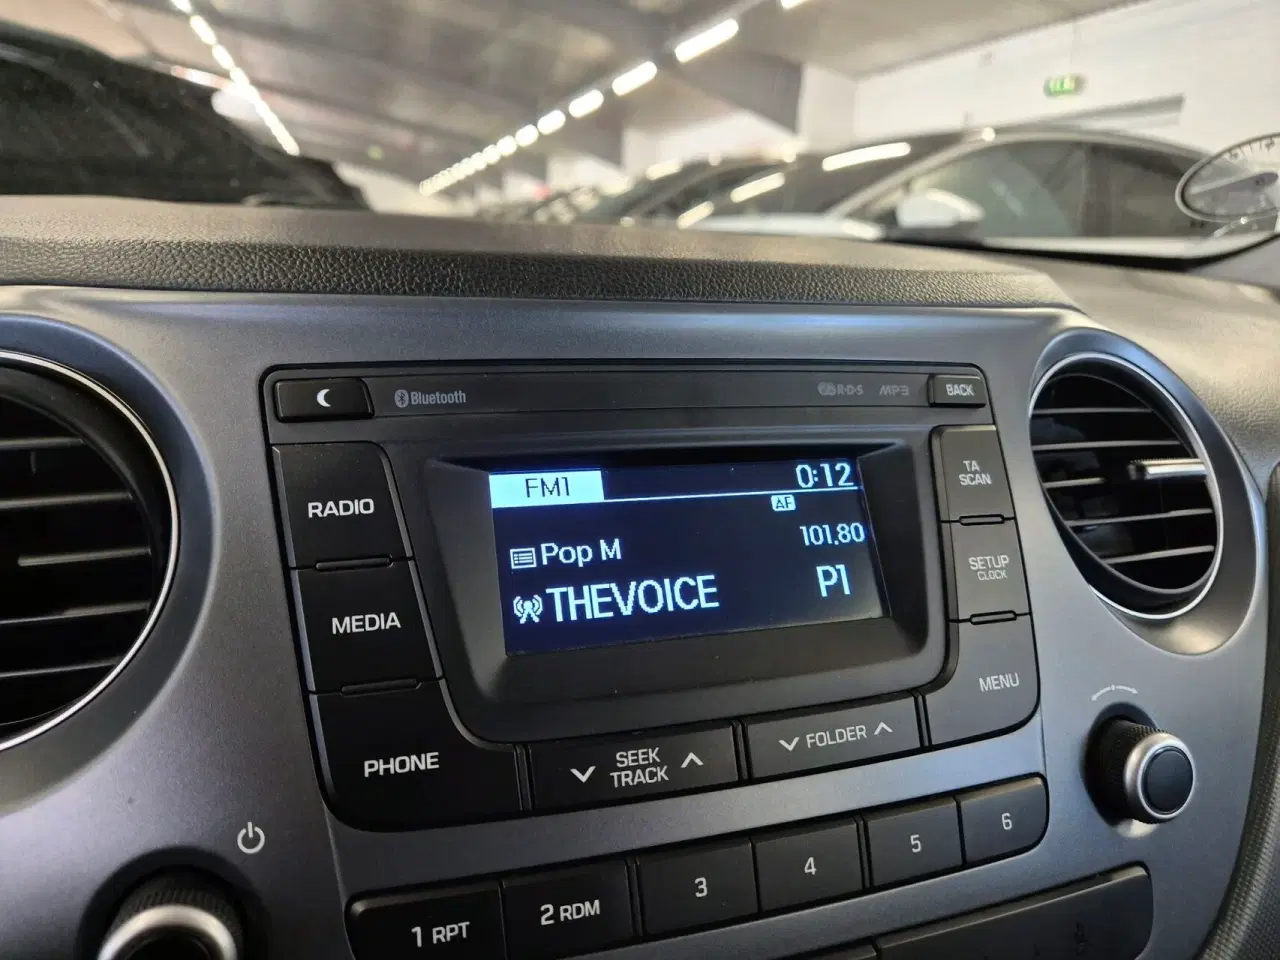 Bluetooth
R·D·S
MP3
BACK
RADIO
MEDIA
PHONE
FM1
0:12
AF
101.80
Pop M
THEVOICE
P1
TA
SCAN
SETUP
CLOCK
MENU
SEEK
TRACK
FOLDER
1 RPT
2 RDM
3
4
5
6